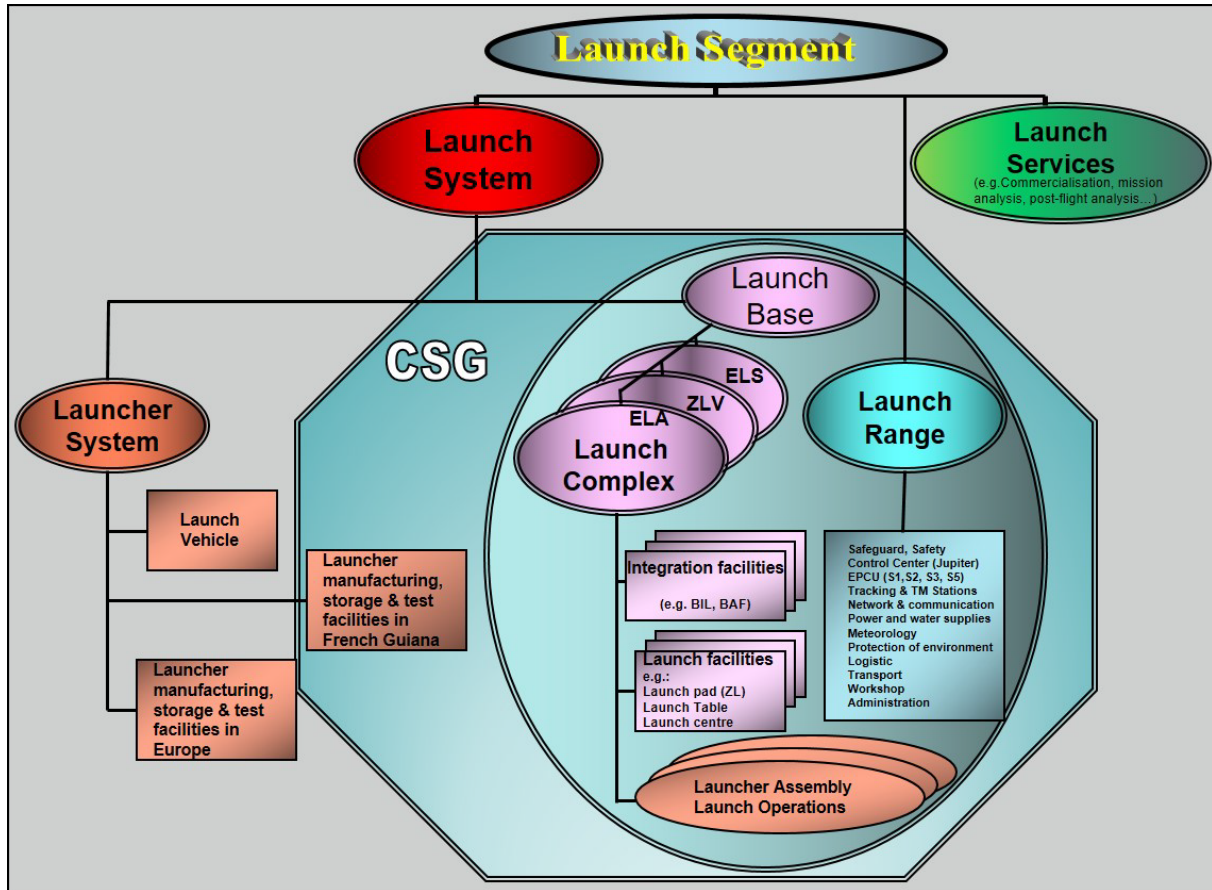 Launch Segment
Launch
System
Launch
Services
(e.g.Commercialisation, mission
analysis, post-flight analysis…)
Launch
Base
CSG
ELS
ZLV
ELA
Launch
Complex
Launcher
System
Launch
Range
Launch
Vehicle
Launcher
manufacturing,
storage & test
facilities in
French Guiana
Launcher
manufacturing,
storage & test
facilities in
Europe
Integration facilities
(e.g. BIL, BAF)
Launch facilities
e.g.:
Launch pad (ZL)
Launch Table
Launch centre
Launcher Assembly
Launch Operations
Safeguard, Safety
Control Center (Jupiter)
EPCU (S1,S2, S3, S5)
Tracking & TM Stations
Network & communication
Power and water supplies
Meteorology
Protection of environment
Logistic
Transport
Workshop
Administration